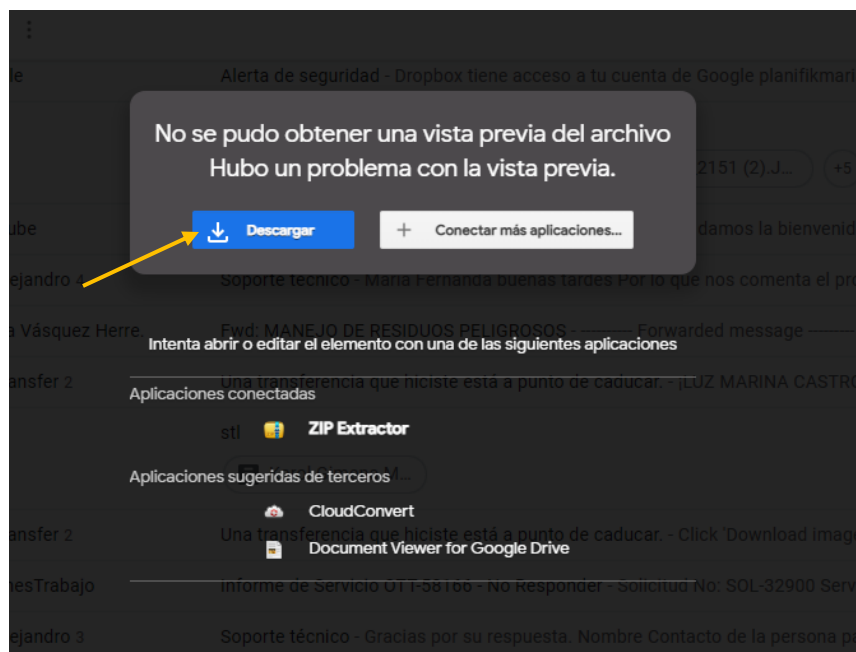 le
Alerta de seguridad - Dropbox tiene acceso a tu cuenta de Google planifikmari
No se pudo obtener una vista previa del archivo
Hubo un problema con la vista previa.
2151 (2).J...
+5
Descargar
Conectar más aplicaciones...
ube
damos la bienvenid
ejandro 4
Soporte técnico - Maria Fernanda buenas tardes Por lo que nos comenta el pro
a Vásquez Herre.
Fwd: MANEJO DE RESIDUOS PELIGROSOS - ---------- Forwarded message ----------
Intenta abrir o editar el elemento con una de las siguientes aplicaciones
ansfer 2
Una transferencia que hiciste está a punto de caducar. - ¡LUZ MARINA CASTRO
Aplicaciones conectadas
stl
ZIP Extractor
Aplicaciones sugeridas de terceros
CloudConvert
ansfer 2
Una transferencia que hiciste está a punto de caducar. - Click 'Download image
Document Viewer for Google Drive
nesTrabajo
Informe de Servicio OTT-58166 - No Responder - Solicitud No: SOL-32900 Serv
ejandro 3
Soporte técnico - Gracias por su respuesta. Nombre Contacto de la persona pa